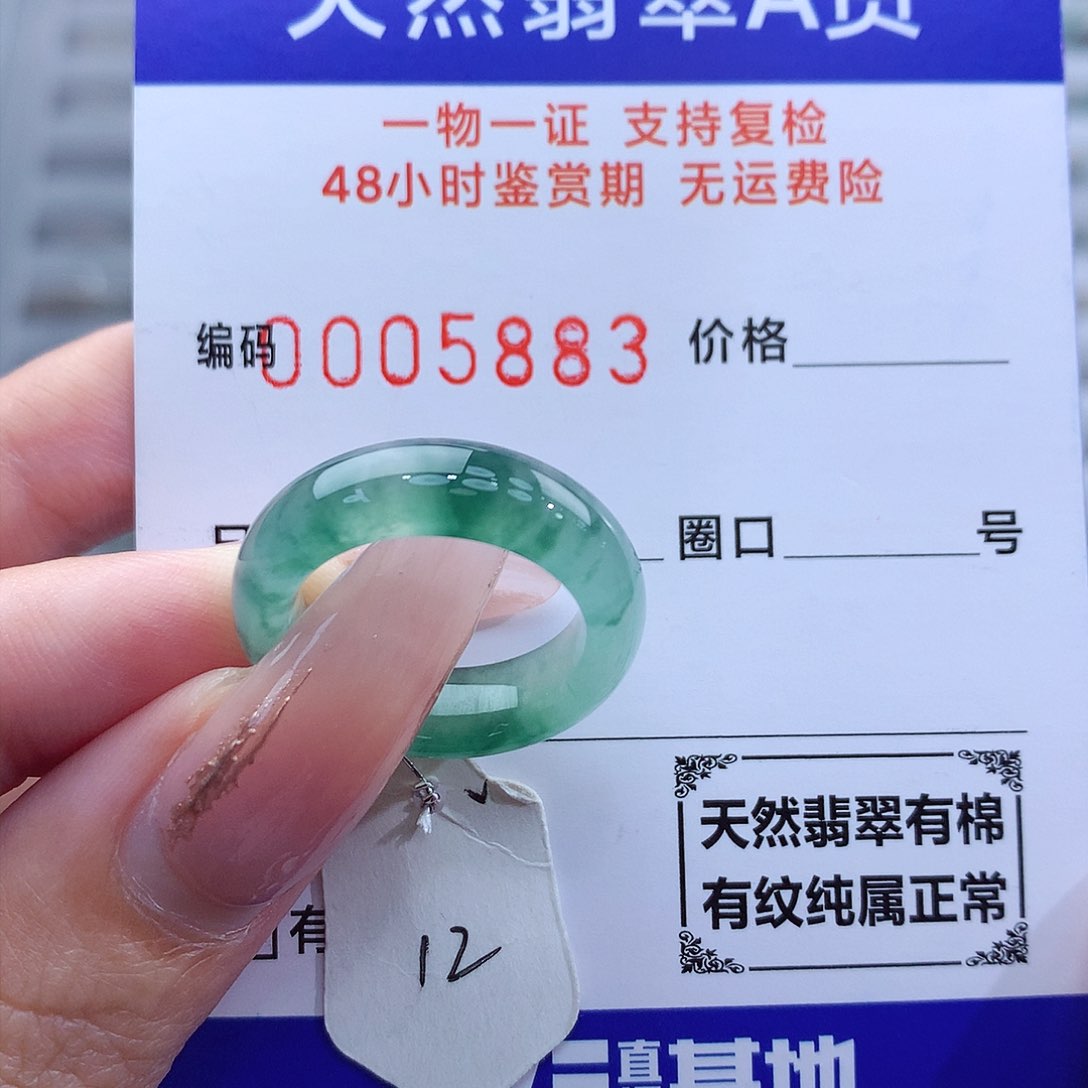 天然翡翠A货
一物一证 支持复检
48小时鉴赏期 无运费险
编码0005883 价格
圈口 号
天然翡翠有棉
有纹纯属正常
有
12
基地